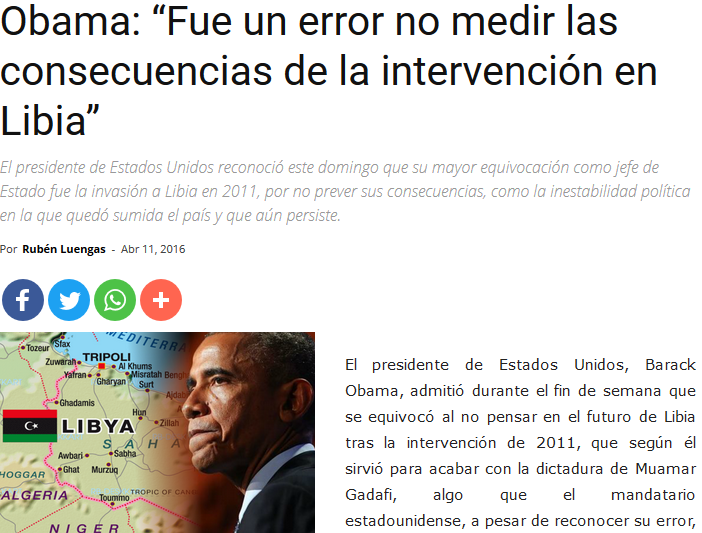 Obama: “Fue un error no medir las
consecuencias de la intervención en
Libia”
El presidente de Estados Unidos reconoció este domingo que su mayor equivocación como jefe de
Estado fue la invasión a Libia en 2011, por no prever sus consecuencias, como la inestabilidad política
en la que quedó sumida el país y que aún persiste.
Por Rubén Luengas - Abr 11, 2016
MEDITERRA
Tozeur
Sfax
Zuwarah
TRIPOLI
Al Khums
Yafran
Misratah
Bengh
Gharyan
Surt
Ajdabi
Ghadamis
Hun
Zillah
LIBYA
SAHA
Awbari
Sabha
HOGGAR
Ghat
Murzuq
ALGERIA
TROPIC OF CANC
Toummo
NIGER
El presidente de Estados Unidos, Barack
Obama, admitió durante el fin de semana que
se equivocó al no pensar en el futuro de Libia
tras la intervención de 2011, que según él
sirvió para acabar con la dictadura de Muamar
Gadafi, algo que el mandatario
estadounidense, a pesar de reconocer su error,